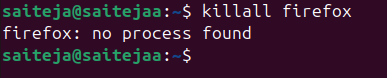 saiteja@saitejaa:~$ killall firefox
firefox: no process found
saiteja@saitejaa:~$